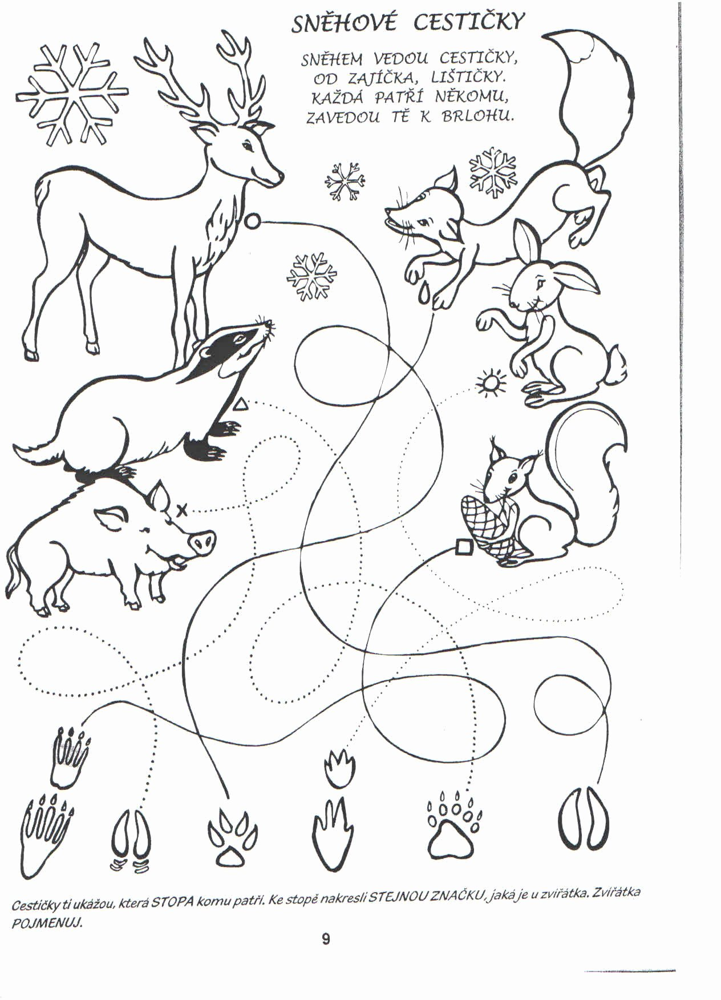 SNĚHOVÉ CESTIČKY
SNĚHEM VEDOU CESTIČKY,
OD ZAJÍČKA, LIŠTIČKY.
KAŽDÁ PATŘÍ NĚKOMU,
ZAVEDOU TĚ K BRLOHU.
Cestičky ti ukážou, která STOPA komu patří. Ke stopě nakresli STEJNOU ZNAČKU, jaká je u zvířátka. Zvířátka
POJMENUJ.
9